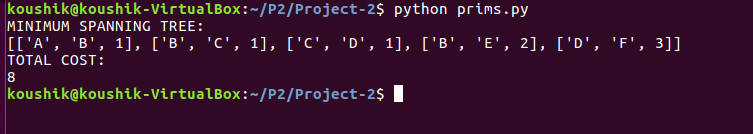 koushik@koushik-VirtualBox:~/P2/Project-2$ python prims.py
MINIMUM SPANNING TREE:
[['A', 'B', 1], ['B', 'C', 1], ['C', 'D', 1], ['B', 'E', 2], ['D', 'F', 3]]
TOTAL COST:
8
koushik@koushik-VirtualBox:~/P2/Project-2$